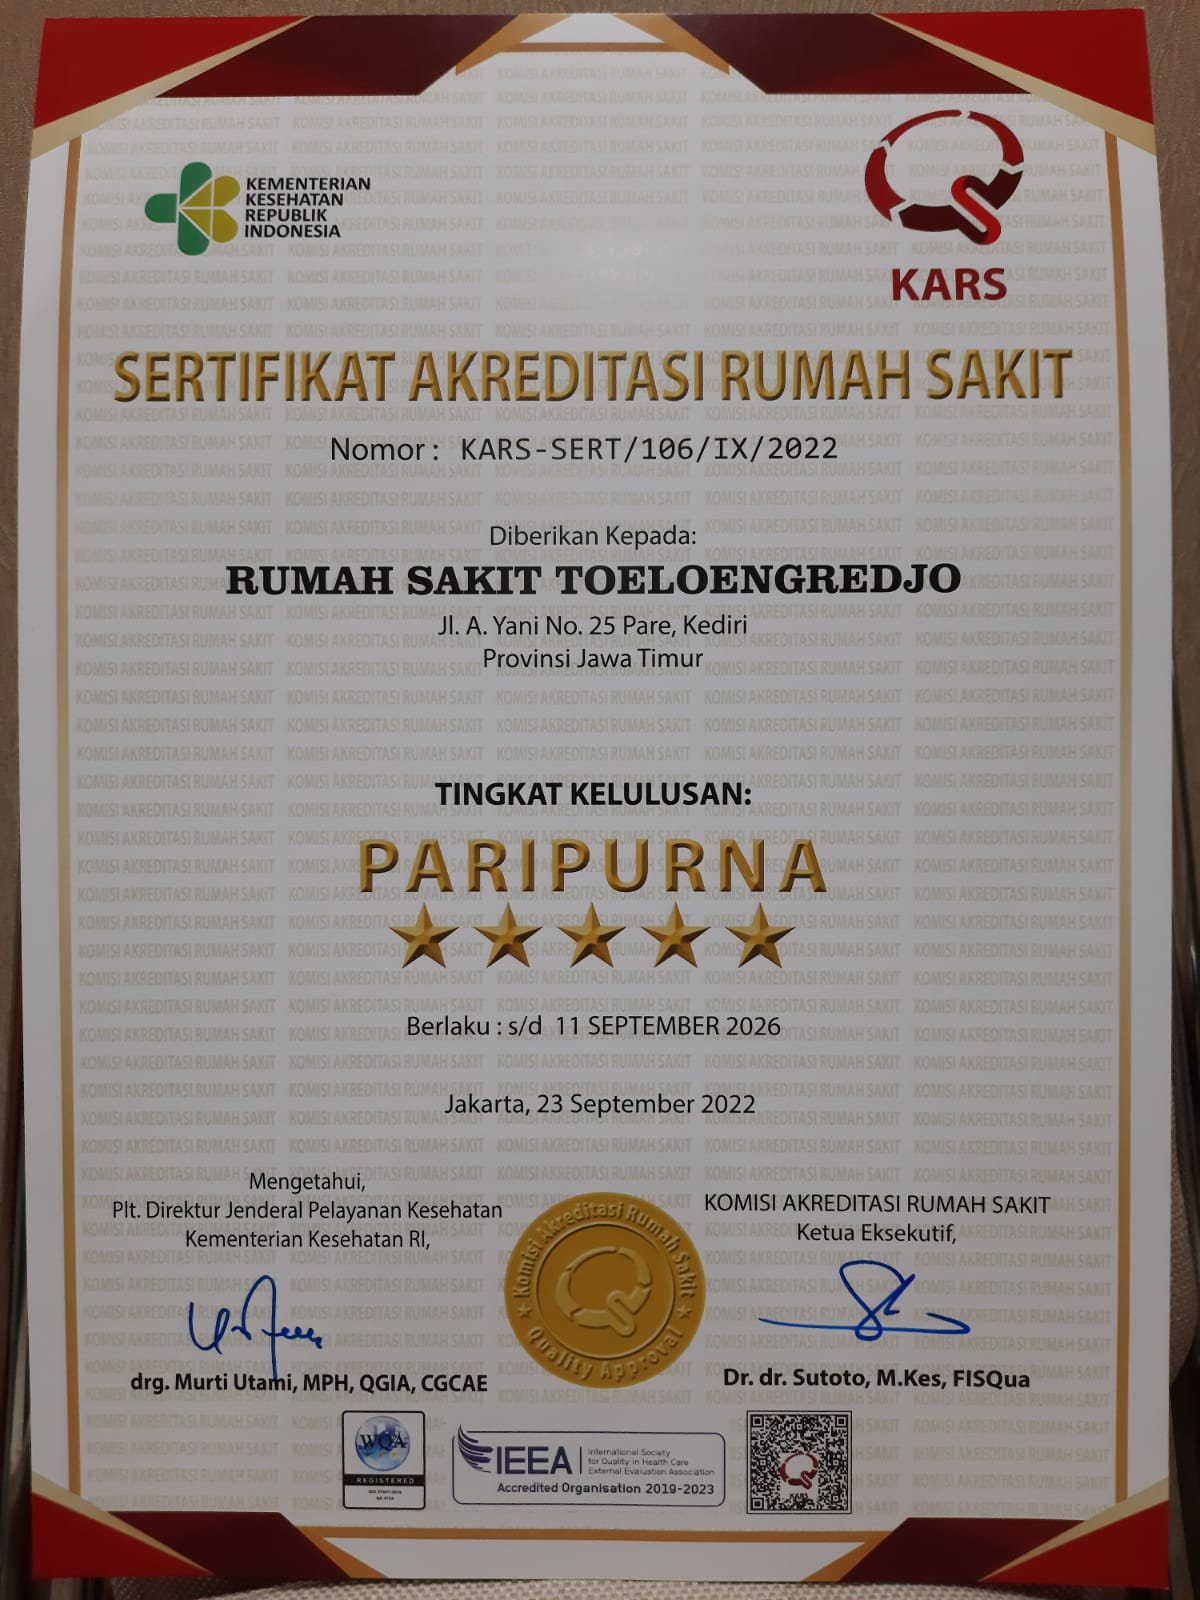 KEMENTERIAN
KESEHATAN
REPUBLIK
INDONESIA
KARS
SERTIFIKAT AKREDITASI RUMAH SAKIT
Nomor : KARS-SERT/106/IX/2022
Diberikan Kepada:
RUMAH SAKIT TOELOENGREDJO
Jl. A. Yani No. 25 Pare, Kediri
Provinsi Jawa Timur
TINGKAT KELULUSAN:
PARIPURNA
Berlaku : s/d 11 SEPTEMBER 2026
Jakarta, 23 September 2022
Mengetahui,
Plt. Direktur Jenderal Pelayanan Kesehatan
Kementerian Kesehatan RI,
drg. Murti Utami, MPH, QGIA, CGCAE
Komisi Akreditasi Rumah Sakit
Quality Approval
KOMISI AKREDITASI RUMAH SAKIT
Ketua Eksekutif,
Dr. dr. Sutoto, M.Kes, FISQua
WQA
REGISTERED
IEEA
International Society
for Quality in Health Care
External Evaluation Association
Accredited Organisation 2019-2023
KARS